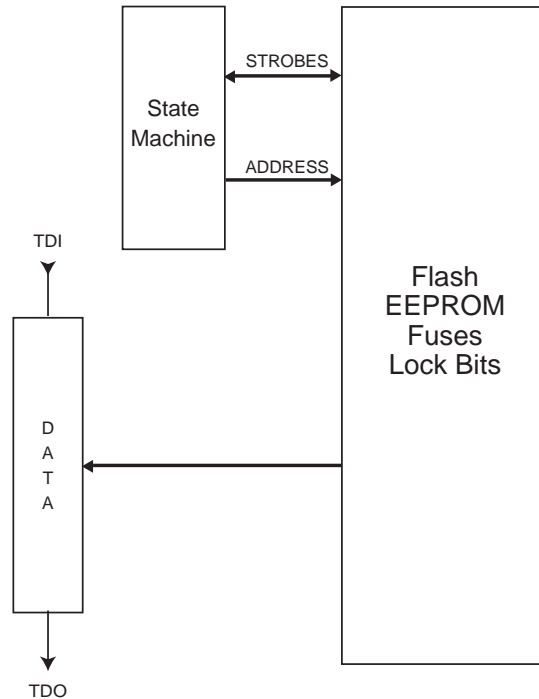 STROBES
State
Machine
ADDRESS
TDI
Flash
EEPROM
Fuses
Lock Bits
D
A
T
A
TDO